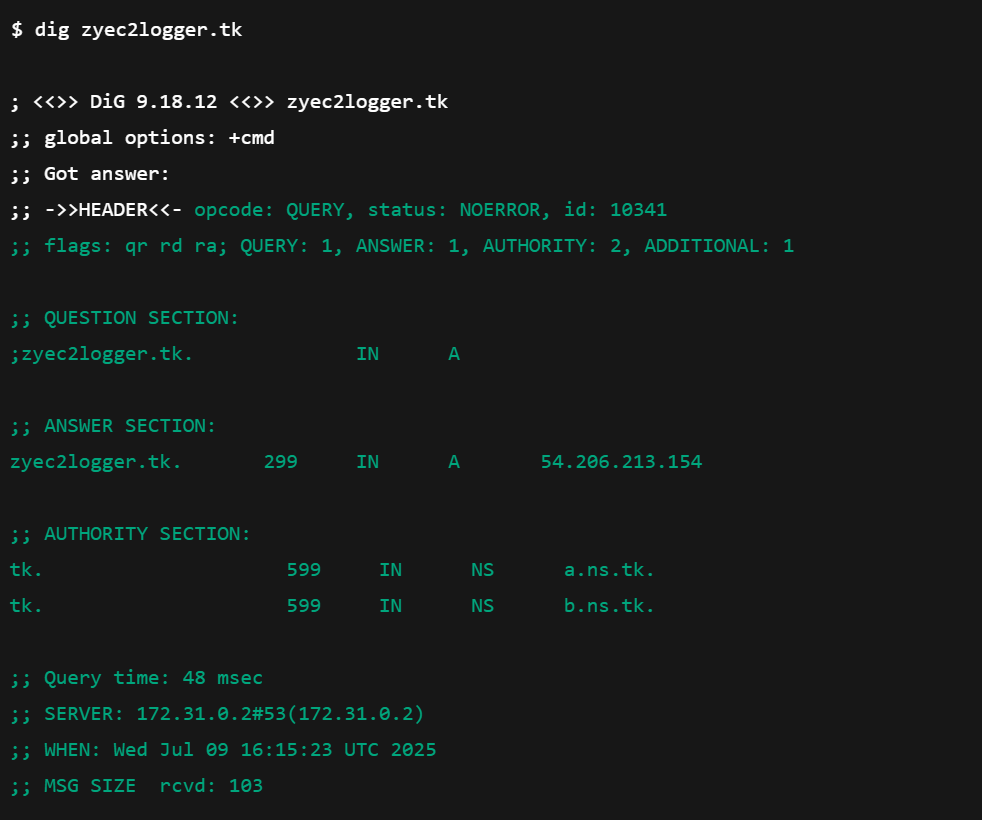 $ dig zyec2logger.tk
; <<>> DiG 9.18.12 <<>> zyec2logger.tk
;; global options: +cmd
;; Got answer:
;; ->>HEADER<<- opcode: QUERY, status: NOERROR, id: 10341
;; flags: qr rd ra; QUERY: 1, ANSWER: 1, AUTHORITY: 2, ADDITIONAL: 1
;; QUESTION SECTION:
;zyec2logger.tk. IN A
;; ANSWER SECTION:
zyec2logger.tk. 299 IN A 54.206.213.154
;; AUTHORITY SECTION:
tk. 599 IN NS a.ns.tk.
tk. 599 IN NS b.ns.tk.
;; Query time: 48 msec
;; SERVER: 172.31.0.2#53(172.31.0.2)
;; WHEN: Wed Jul 09 16:15:23 UTC 2025
;; MSG SIZE  rcvd: 103